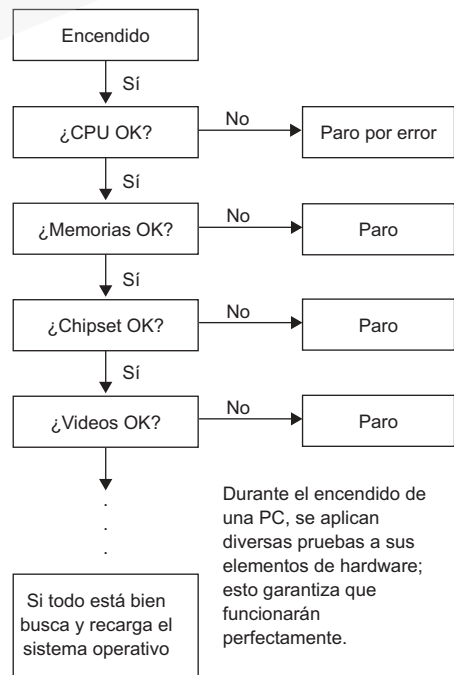 Encendido
Sí
¿CPU OK?
No
Paro por error
Sí
¿Memorias OK?
No
Paro
Sí
¿Chipset OK?
No
Paro
Sí
¿Videos OK?
No
Paro
.
.
.
Durante el encendido de
una PC, se aplican
diversas pruebas a sus
elementos de hardware;
esto garantiza que
funcionarán
perfectamente.
Si todo está bien
busca y recarga el
sistema operativo